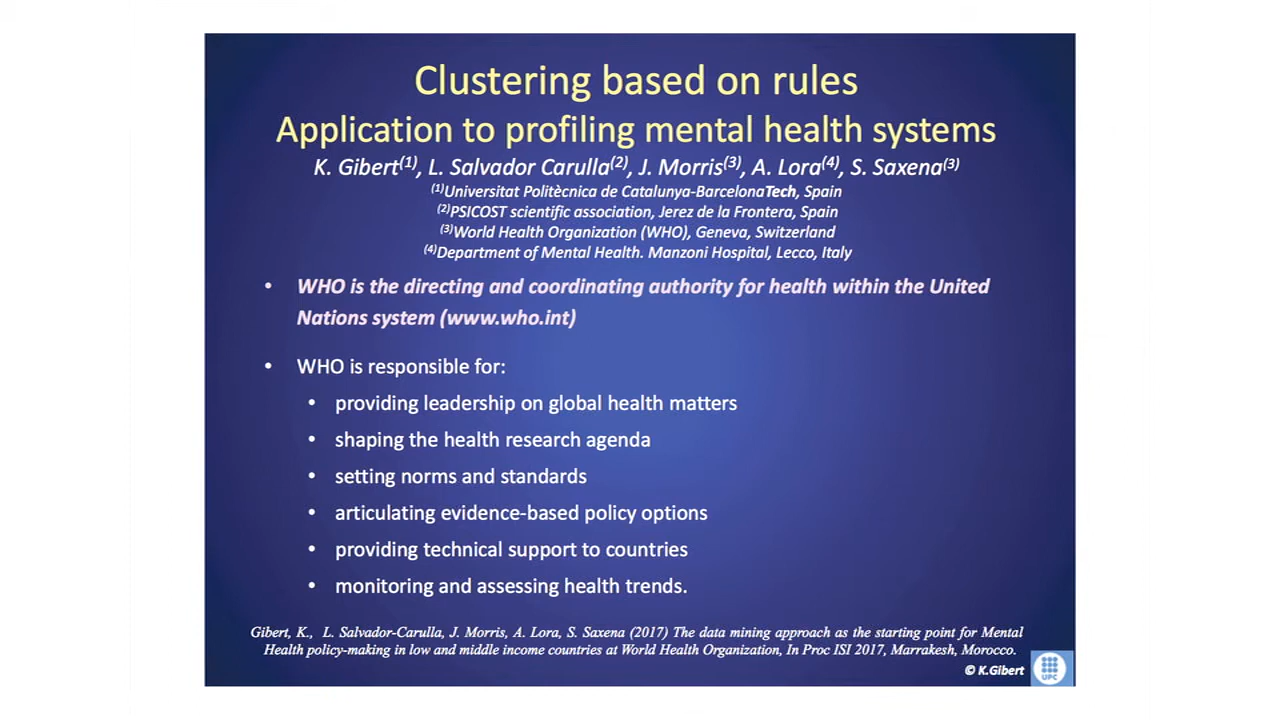 Clustering based on rules
Application to profiling mental health systems
K. Gibert(1), L. Salvador Carulla(2), J. Morris(3), A. Lora(4), S. Saxena(3)
(1)Universitat Politècnica de Catalunya-BarcelonaTech, Spain
(2)PSICOST scientific association, Jerez de la Frontera, Spain
(3)World Health Organization (WHO), Geneva, Switzerland
(4)Department of Mental Health. Manzoni Hospital, Lecco, Italy
• WHO is the directing and coordinating authority for health within the United
Nations system (www.who.int)
• WHO is responsible for:
• providing leadership on global health matters
• shaping the health research agenda
• setting norms and standards
• articulating evidence-based policy options
• providing technical support to countries
• monitoring and assessing health trends.
Gibert, K., L. Salvador-Carulla, J. Morris, A. Lora, S. Saxena (2017) The data mining approach as the starting point for Mental
Health policy-making in low and middle income countries at World Health Organization, In Proc ISI 2017, Marrakesh, Morocco.
© K.Gibert
UPC